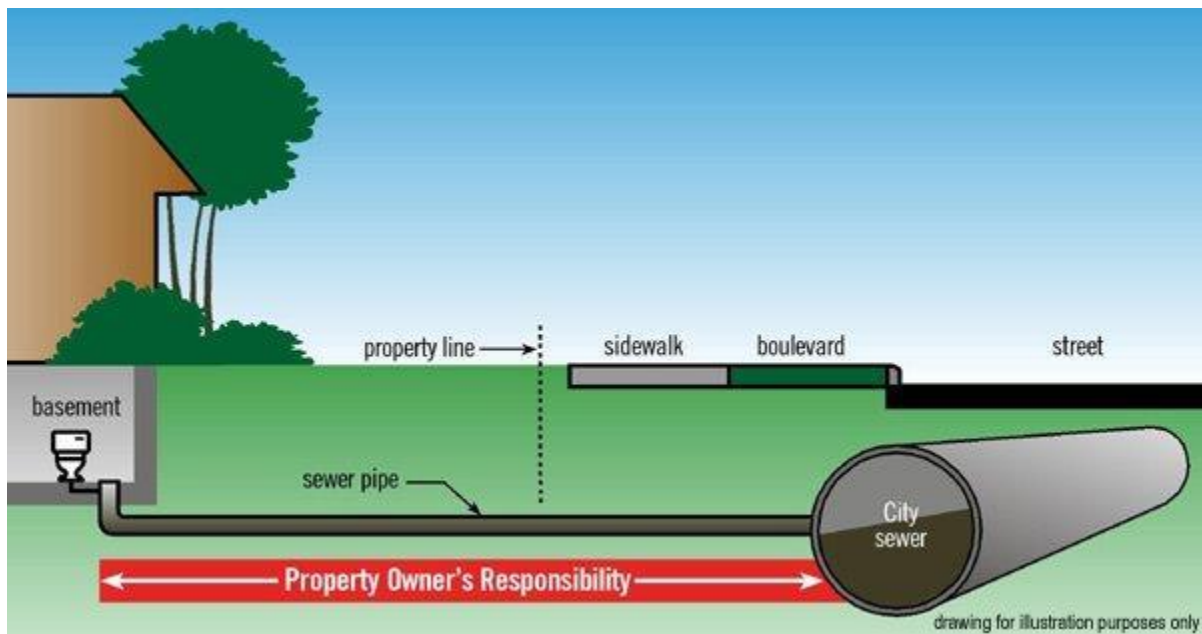 property line
sidewalk
boulevard
street
basement
sewer pipe
City
sewer
Property Owner's Responsibility
drawing for illustration purposes only